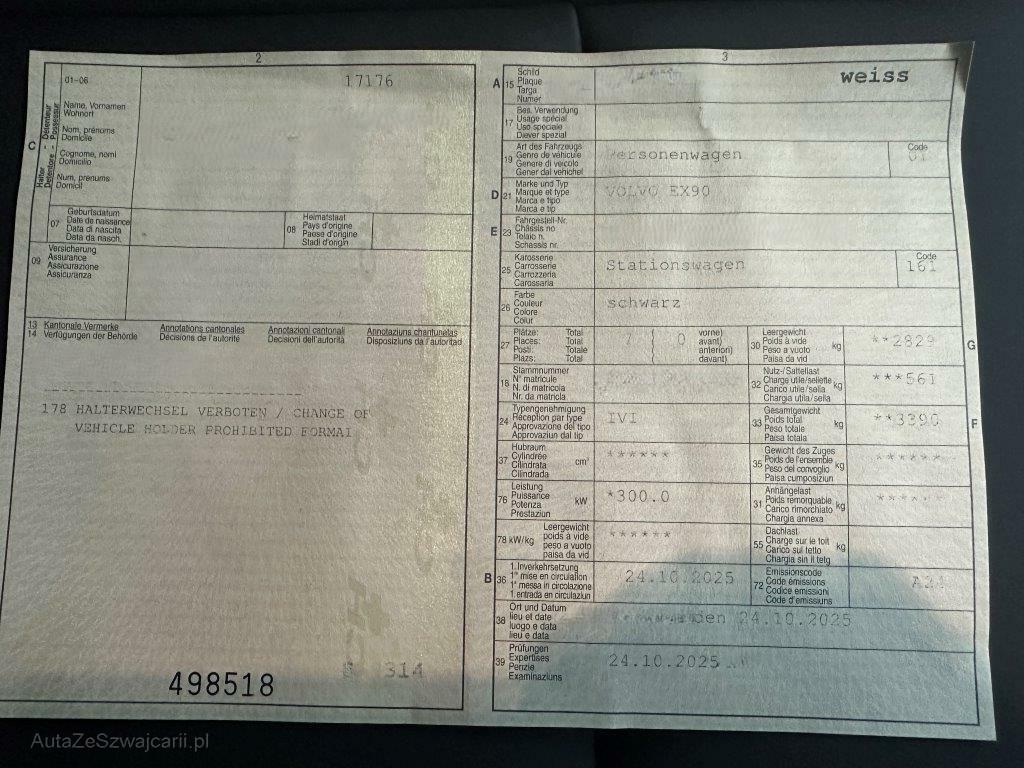 2
01-06
17176
Halter - Détenteur
Detentore - Possessur
C
Name, Vornamen
Wohnort
Nom, prénoms
Domicile
Cognome, nomi
Domicilio
Num, prenums
Domicil
07
Geburtsdatum
Date de naissance
Data di nascita
Data da nasch.
08
Heimatstaat
Pays d'origine
Paese d'origine
Stadi d'origin
09
Versicherung
Assurance
Assicurazione
Assicuranza
13 Kantonale Vermerke
14 Verfügungen der Behörde
Annotations cantonales
Décisions de l'autorité
Annotazioni cantonali
Decisioni dell'autorità
Annotaziuns chantunalas
Disposiziuns da l'autoritad
178 HALTERWECHSEL VERBOTEN / CHANGE OF
VEHICLE HOLDER PROHIBITED FORMAL
314
498518
3
A 15
Schild
Plaque
Targa
Numer
weiss
17
Bes. Verwendung
Usage spécial
Uso speciale
Diever spezial
19
Art des Fahrzeugs
Genre de véhicule
Genere di veicolo
Gener dal vehichel
Personenwagen
Code
01
D 21
Marke und Typ
Marque et type
Marca e tipo
Marca e tip
VOLVO EX90
E 23
Fahrgestell-Nr.
Châssis no
Telaio n.
Schassis nr.
25
Karosserie
Carrosserie
Carrozzeria
Carossaria
Stationswagen
Code
161
26
Farbe
Couleur
Colore
Colur
schwarz
27
Plätze: Total
Places: Total
Posti: Totale
Plazs: Total
7 ( 0
vorne)
avant)
anteriori)
davant)
30
Leergewicht
Poids à vide
Peso a vuoto
Paisa da vid
kg
**2829
G
18
Stammnummer
N° matricule
N. di matricola
Nr. da matricla
32
Nutz-/Sattellast
Charge utile/sellette
Carico utile/sella
Chargia utila/sella
kg
***561
24
Typengenehmigung
Réception par type
Approvazione del tipo
Approvaziun dal tip
IVI
33
Gesamtgewicht
Poids total
Peso totale
Paisa totala
kg
**3390
F
37
Hubraum
Cylindrée
Cilindrata
Cilindrada
cm³
******
35
Gewicht des Zuges
Poids de l'ensemble
Peso del convoglio
Paisa cumposiziun
kg
******
76
Leistung
Puissance
Potenza
Prestaziun
kW
*300.0
31
Anhängelast
Poids remorquable
Carico rimorchiato
Chargia annexa
kg
******
78 kW/kg
Leergewicht
poids à vide
peso a vuoto
paisa da vid
******
55
Dachlast
Charge sur le toit
Carico sul tetto
Chargia sin il tetg
kg
B 36
1. Inverkehrsetzung
1re mise en circulation
1a messa in circolazione
1. entrada en circulaziun
24.10.2025
72
Emissionscode
Code émissions
Codice emissioni
Code d'emissiuns
38
Ort und Datum
lieu et date
luogo e data
lieu e data
den 24.10.2025
39
Prüfungen
Expertises
Perizie
Examinaziuns
24.10.2025
AutaZeSzwajcarii.pl